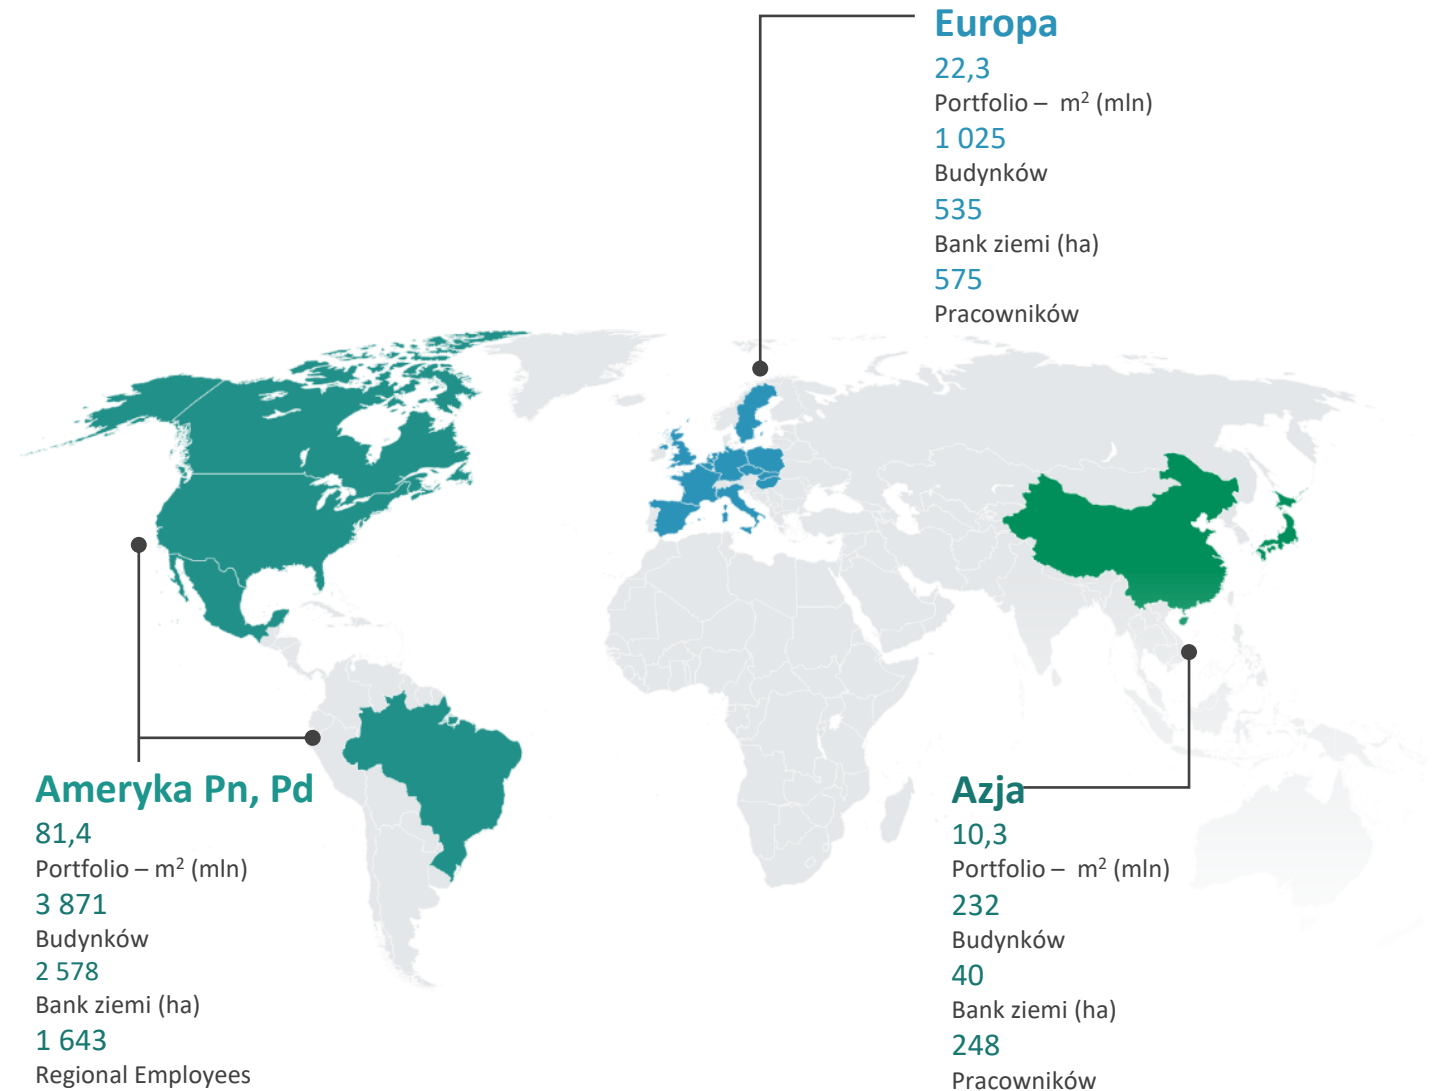 Europa
22,3
Portfolio –  m² (mln)
1 025
Budynków
535
Bank ziemi (ha)
575
Pracowników
Ameryka Pn, Pd
81,4
Portfolio – m² (mln)
3 871
Budynków
2 578
Bank ziemi (ha)
1 643
Regional Employees
Azja
10,3
Portfolio –  m² (mln)
232
Budynków
40
Bank ziemi (ha)
248
Pracowników